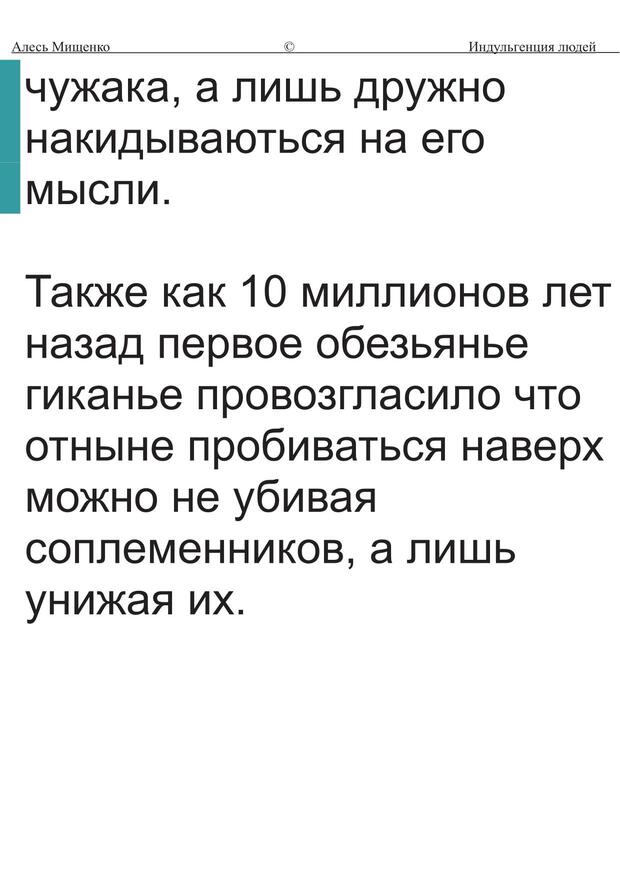 Алесь Мищенко © Индульгенция людей
чужака, а лишь дружно
накидываються на его
мысли.
Также как 10 миллионов лет
назад первое обезьянье
гиканье провозгласило что
отныне пробиваться наверх
можно не убивая
соплеменников, а лишь
унижая их.